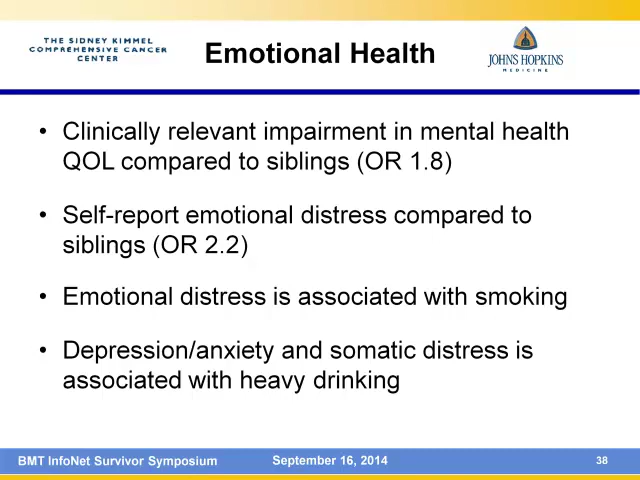 THE SIDNEY KIMMEL
COMPREHENSIVE CANCER
CENTER
Emotional Health
JOHNS HOPKINS
MEDICINE
• Clinically relevant impairment in mental health
QOL compared to siblings (OR 1.8)
• Self-report emotional distress compared to
siblings (OR 2.2)
• Emotional distress is associated with smoking
• Depression/anxiety and somatic distress is
associated with heavy drinking
BMT InfoNet Survivor Symposium September 16, 2014 38